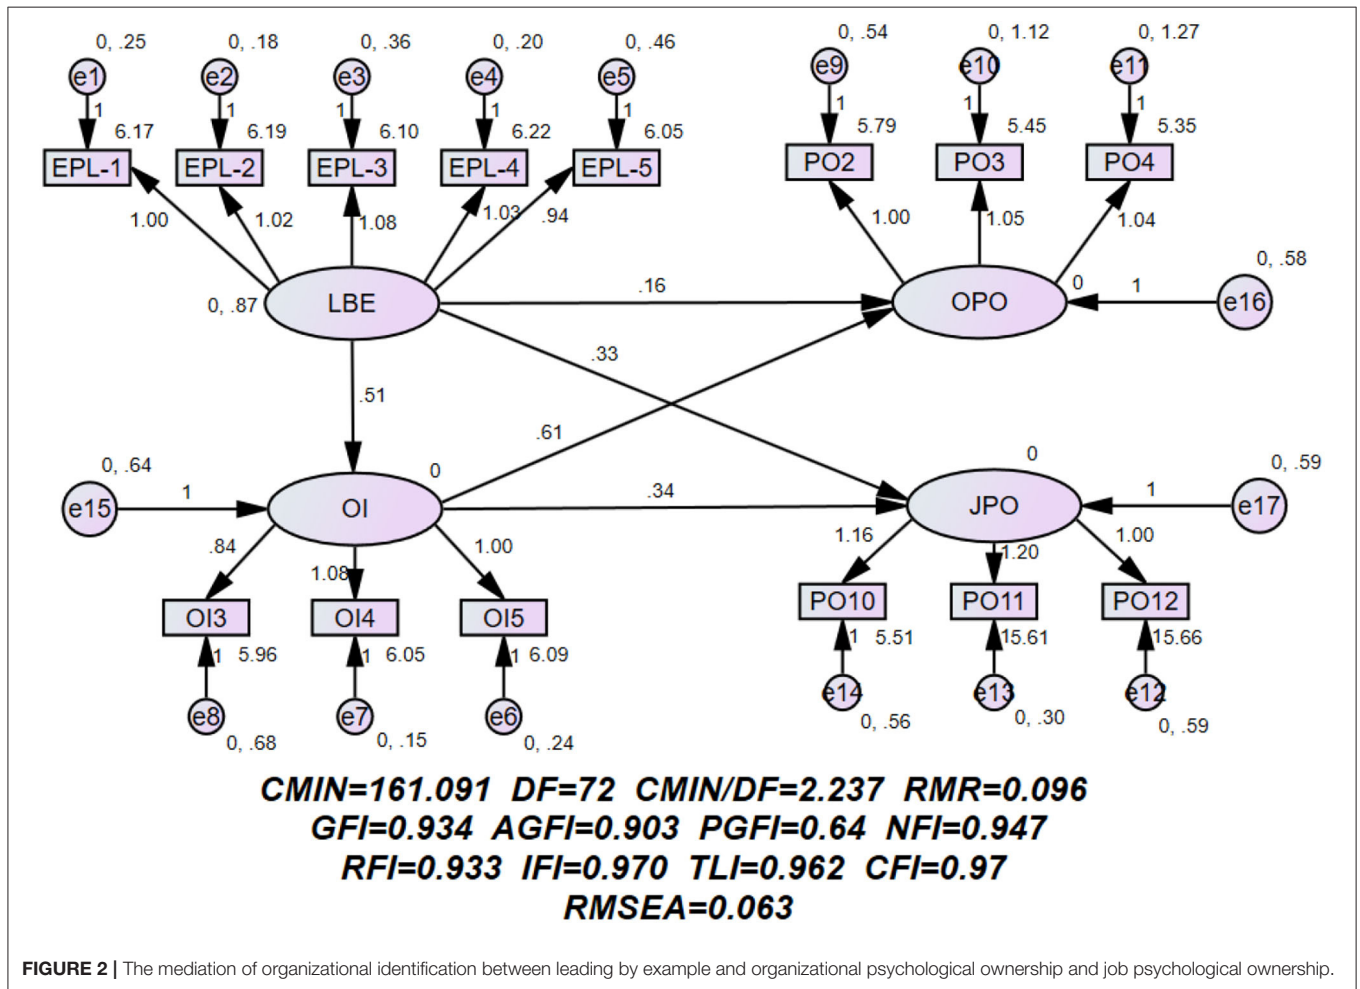 0, .25 0, .18 0, .36 0, .20 0, .46 0, .54 0, 1.12 0, 1.27
e1 e2 e3 e4 e5 e9 e10 e11
1 1 1 1 1 1 1 1
6.17 6.19 6.10 6.22 6.05 5.79 5.45 5.35
EPL-1 EPL-2 EPL-3 EPL-4 EPL-5 PO2 PO3 PO4
1.00 1.02 1.08 1.03 .94 1.00 1.05 1.04
0, .58
0, .87 LBE .16 OPO 0 1 e16
.33
.51
.61
0, .64 0 0 0, .59
e15 1 OI .34 JPO 1 e17
.84 1.08 1.00 1.16 1.20 1.00
OI3 OI4 OI5 PO10 PO11 PO12
1 5.96 1 6.05 1 6.09 1 5.51 15.61 15.66
e8 e7 e6 e14 e13 e12
0, .68 0, .15 0, .24 0, .56 0, .30 0, .59
CMIN=161.091 DF=72 CMIN/DF=2.237 RMR=0.096
GFI=0.934 AGFI=0.903 PGFI=0.64 NFI=0.947
RFI=0.933 IFI=0.970 TLI=0.962 CFI=0.97
RMSEA=0.063
FIGURE 2 | The mediation of organizational identification between leading by example and organizational psychological ownership and job psychological ownership.